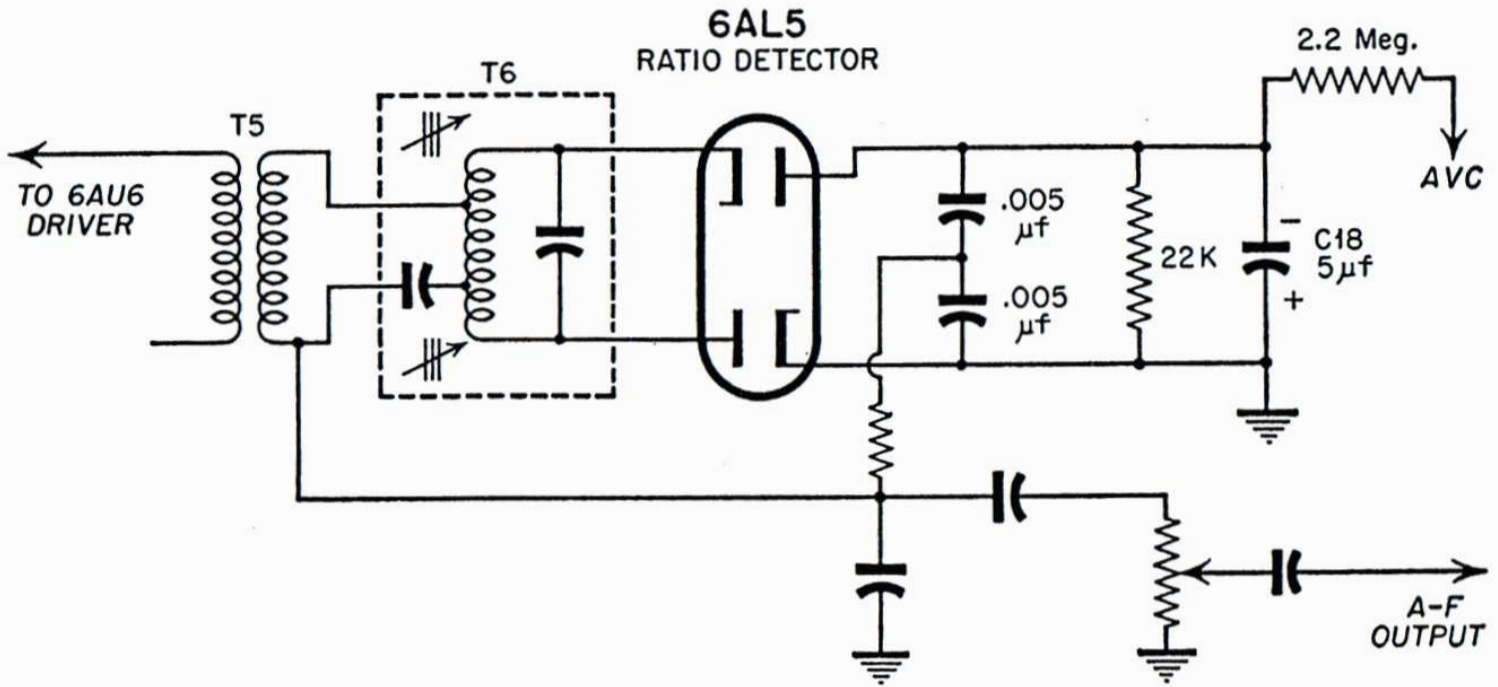 6AL5
RATIO DETECTOR
2.2 Meg.
T6
T5
TO 6AU6
DRIVER
AVC
.005
μf
22K
−
C18
5μf
+
.005
μf
A-F
OUTPUT